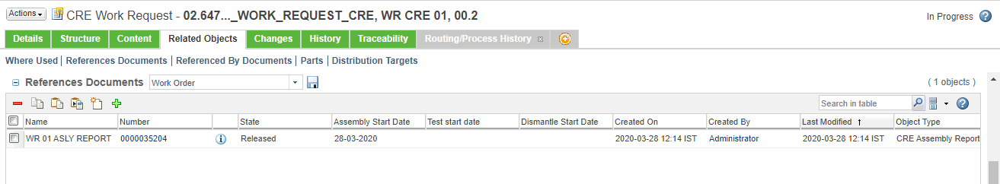 Actions
CRE Work Request - 02.647..._WORK_REQUEST_CRE, WR CRE 01, 00.2
In Progress
Details Structure Content Related Objects Changes History Traceability Routing/Process History x
Where Used References Documents Referenced By Documents Parts Distribution Targets
References Documents Work Order ( 1 objects )
Search in table
Name Number State Assembly Start Date Test start date Dismantle Start Date Created On Created By Last Modified ↑ Object Type
WR 01 ASLY REPORT 0000035204 Released 28-03-2020 2020-03-28 12:14 IST Administrator 2020-03-28 12:14 IST CRE Assembly Report